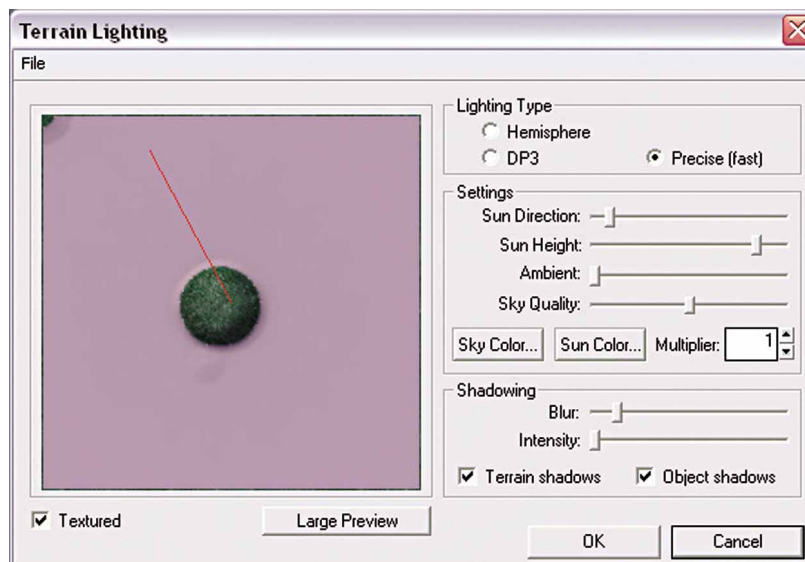 Terrain Lighting
File
Lighting Type
Hemisphere
DP3
Precise (fast)
Settings
Sun Direction:
Sun Height:
Ambient:
Sky Quality:
Sky Color...
Sun Color...
Multiplier:
1
Shadowing
Blur:
Intensity:
Terrain shadows
Object shadows
Textured
Large Preview
OK
Cancel